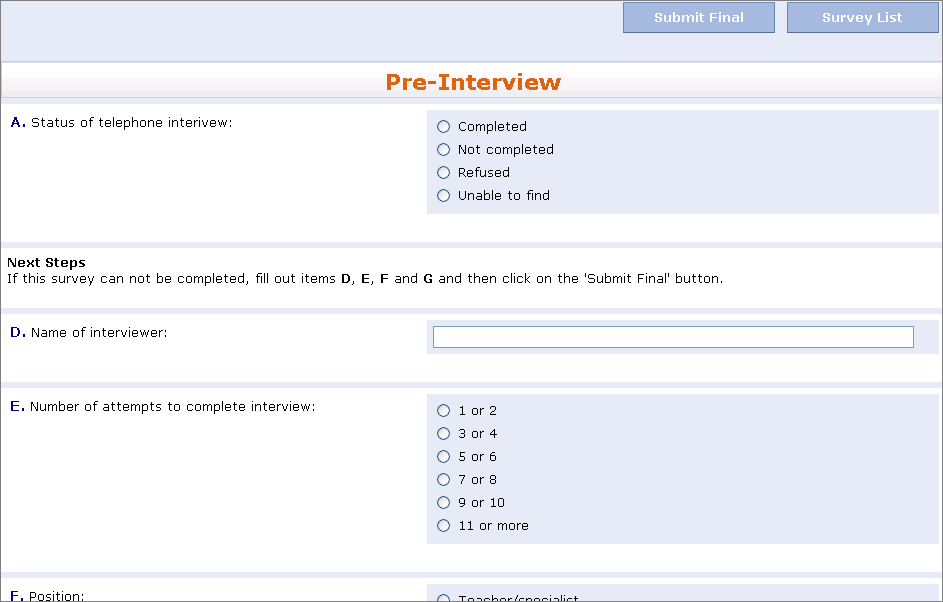 Submit Final Survey List
Pre-Interview
A. Status of telephone interivew:
Completed
Not completed
Refused
Unable to find
Next Steps
If this survey can not be completed, fill out items D, E, F and G and then click on the 'Submit Final' button.
D. Name of interviewer:
E. Number of attempts to complete interview:
1 or 2
3 or 4
5 or 6
7 or 8
9 or 10
11 or more
F. Position:
Teacher/specialist